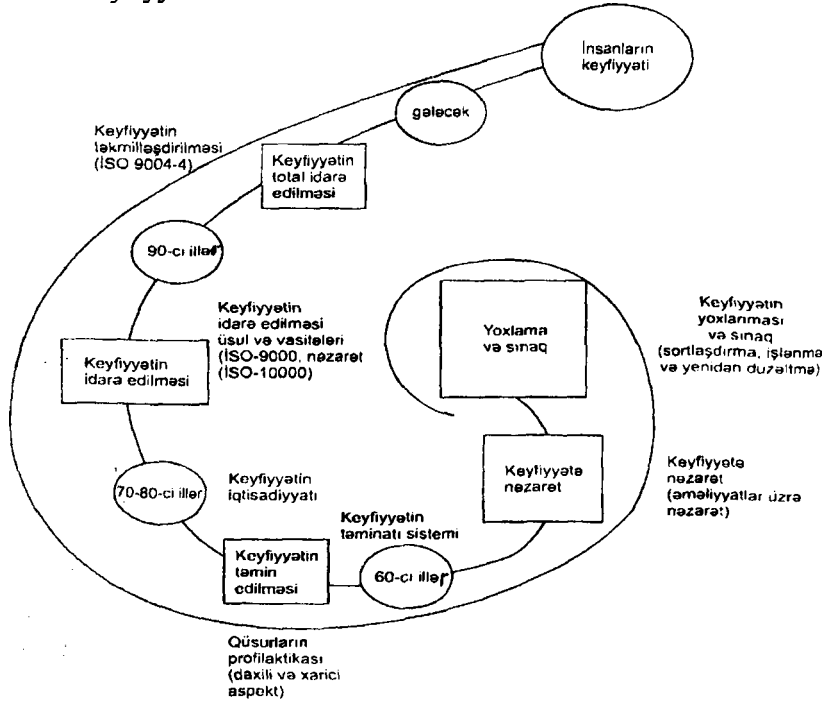 İnsanların
keyfiyyəti
gələcək
Keyfiyyətin
təkmilləşdirilməsi
(İSO 9004-4)
Keyfiyyətin
total idarə
edilməsi
90-cı illər
Keyfiyyətin
idarə edilməsi
üsul və vasitələri
(İSO-9000, nəzarət
(İSO-10000)
Keyfiyyətin
idarə edilməsi
Yoxlama
və sınaq
Keyfiyyətin
yoxlanması
və sınaq
(sortlaşdırma, işlənmə
və yenidən düzəltmə)
Keyfiyyətə
nəzarət
Keyfiyyətə
nəzarət
(əməliyyatlar üzrə
nəzarət)
70-80-ci illər
Keyfiyyətin
iqtisadiyyatı
Keyfiyyətin
təminatı sistemi
Keyfiyyətin
təmin
edilməsi
60-cı illər
Qüsurların
profilaktikası
(daxili və xarici
aspekt)